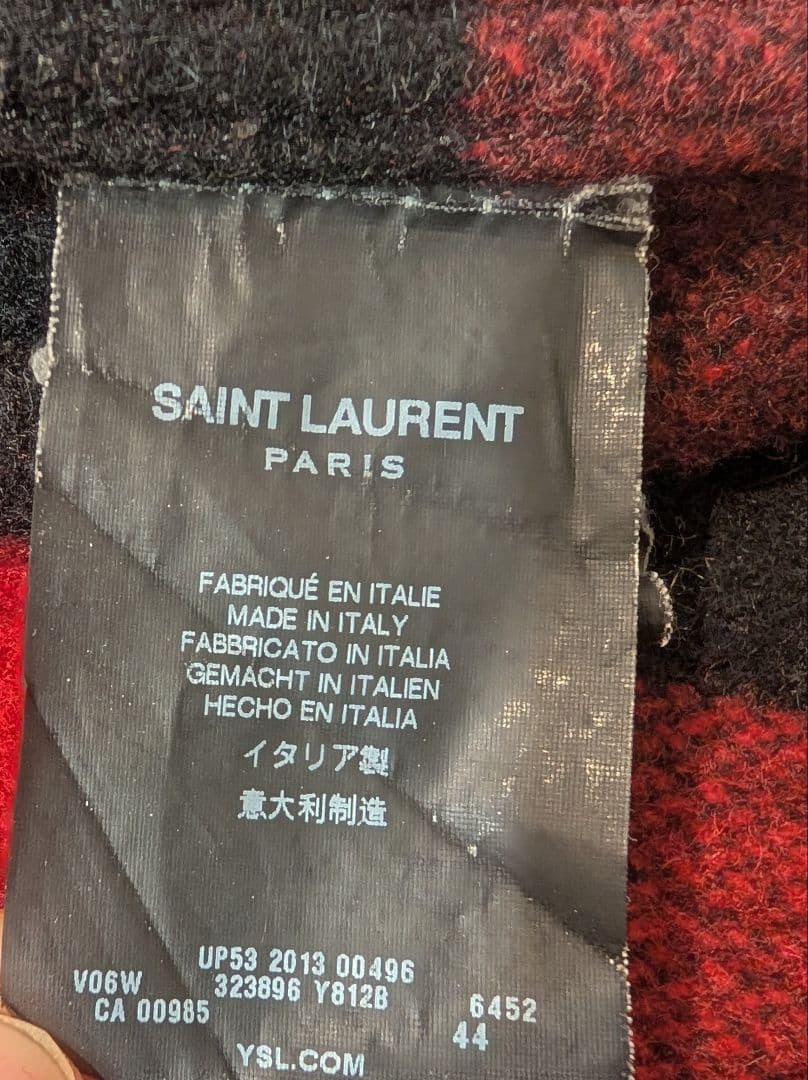 SAINT LAURENT
PARIS
FABRIQUÉ EN ITALIE
MADE IN ITALY
FABBRICATO IN ITALIA
GEMACHT IN ITALIEN
HECHO EN ITALIA
イタリア製
意大利制造
UP53 2013 00496
V06W 323896 Y812B 6452
CA 00985 44
YSL.COM